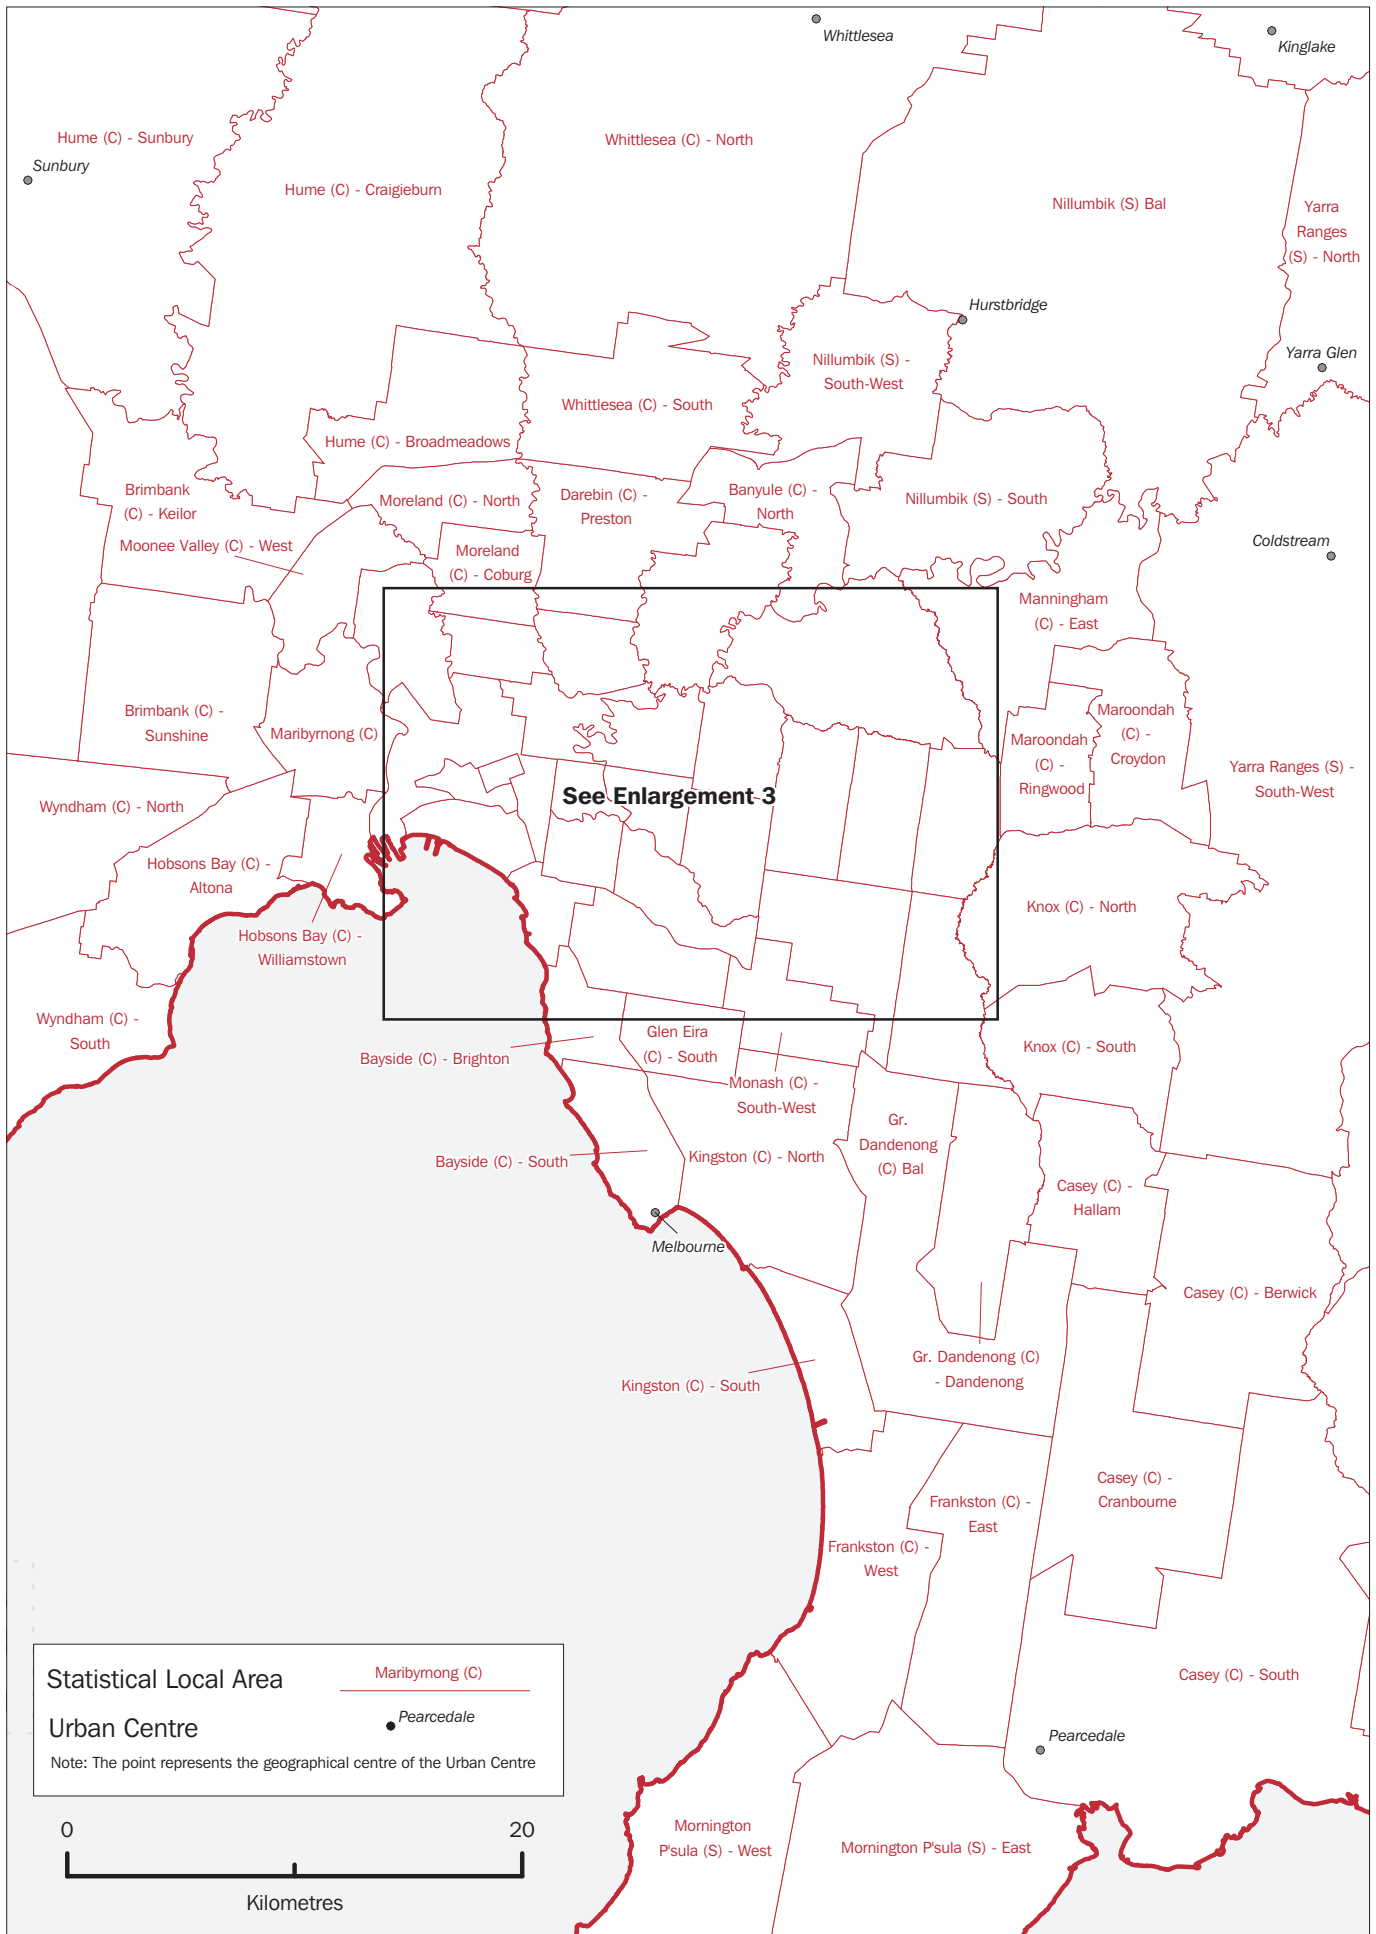 Whittlesea
Kinglake
Hume (C) - Sunbury
Sunbury
Whittlesea (C) - North
Hume (C) - Craigieburn
Nillumbik (S) Bal
Yarra
Ranges
(S) - North
Hurstbridge
Yarra Glen
Nillumbik (S) -
South-West
Whittlesea (C) - South
Hume (C) - Broadmeadows
Brimbank
(C) - Keilor
Moreland (C) - North
Darebin (C) -
Preston
Banyule (C) -
North
Nillumbik (S) - South
Moonee Valley (C) - West
Moreland
(C) - Coburg
Coldstream
Manningham
(C) - East
Brimbank (C) -
Sunshine
Maribyrnong (C)
Maroondah
(C) -
Croydon
Maroondah
(C) -
Ringwood
Yarra Ranges (S) -
South-West
See Enlargement 3
Wyndham (C) - North
Hobsons Bay (C) -
Altona
Knox (C) - North
Hobsons Bay (C) -
Williamstown
Wyndham (C) -
South
Glen Eira
(C) - South
Bayside (C) - Brighton
Knox (C) - South
Monash (C) -
South-West
Gr.
Dandenong
(C) Bal
Bayside (C) - South
Kingston (C) - North
Casey (C) -
Hallam
Melbourne
Casey (C) - Berwick
Gr. Dandenong (C)
- Dandenong
Kingston (C) - South
Casey (C) -
Cranbourne
Frankston (C) -
East
Frankston (C) -
West
Casey (C) - South
Statistical Local Area
Maribyrnong (C)
Urban Centre
Pearcedale
Note: The point represents the geographical centre of the Urban Centre
Pearcedale
0
20
Kilometres
Mornington
P'sula (S) - West
Mornington P'sula (S) - East